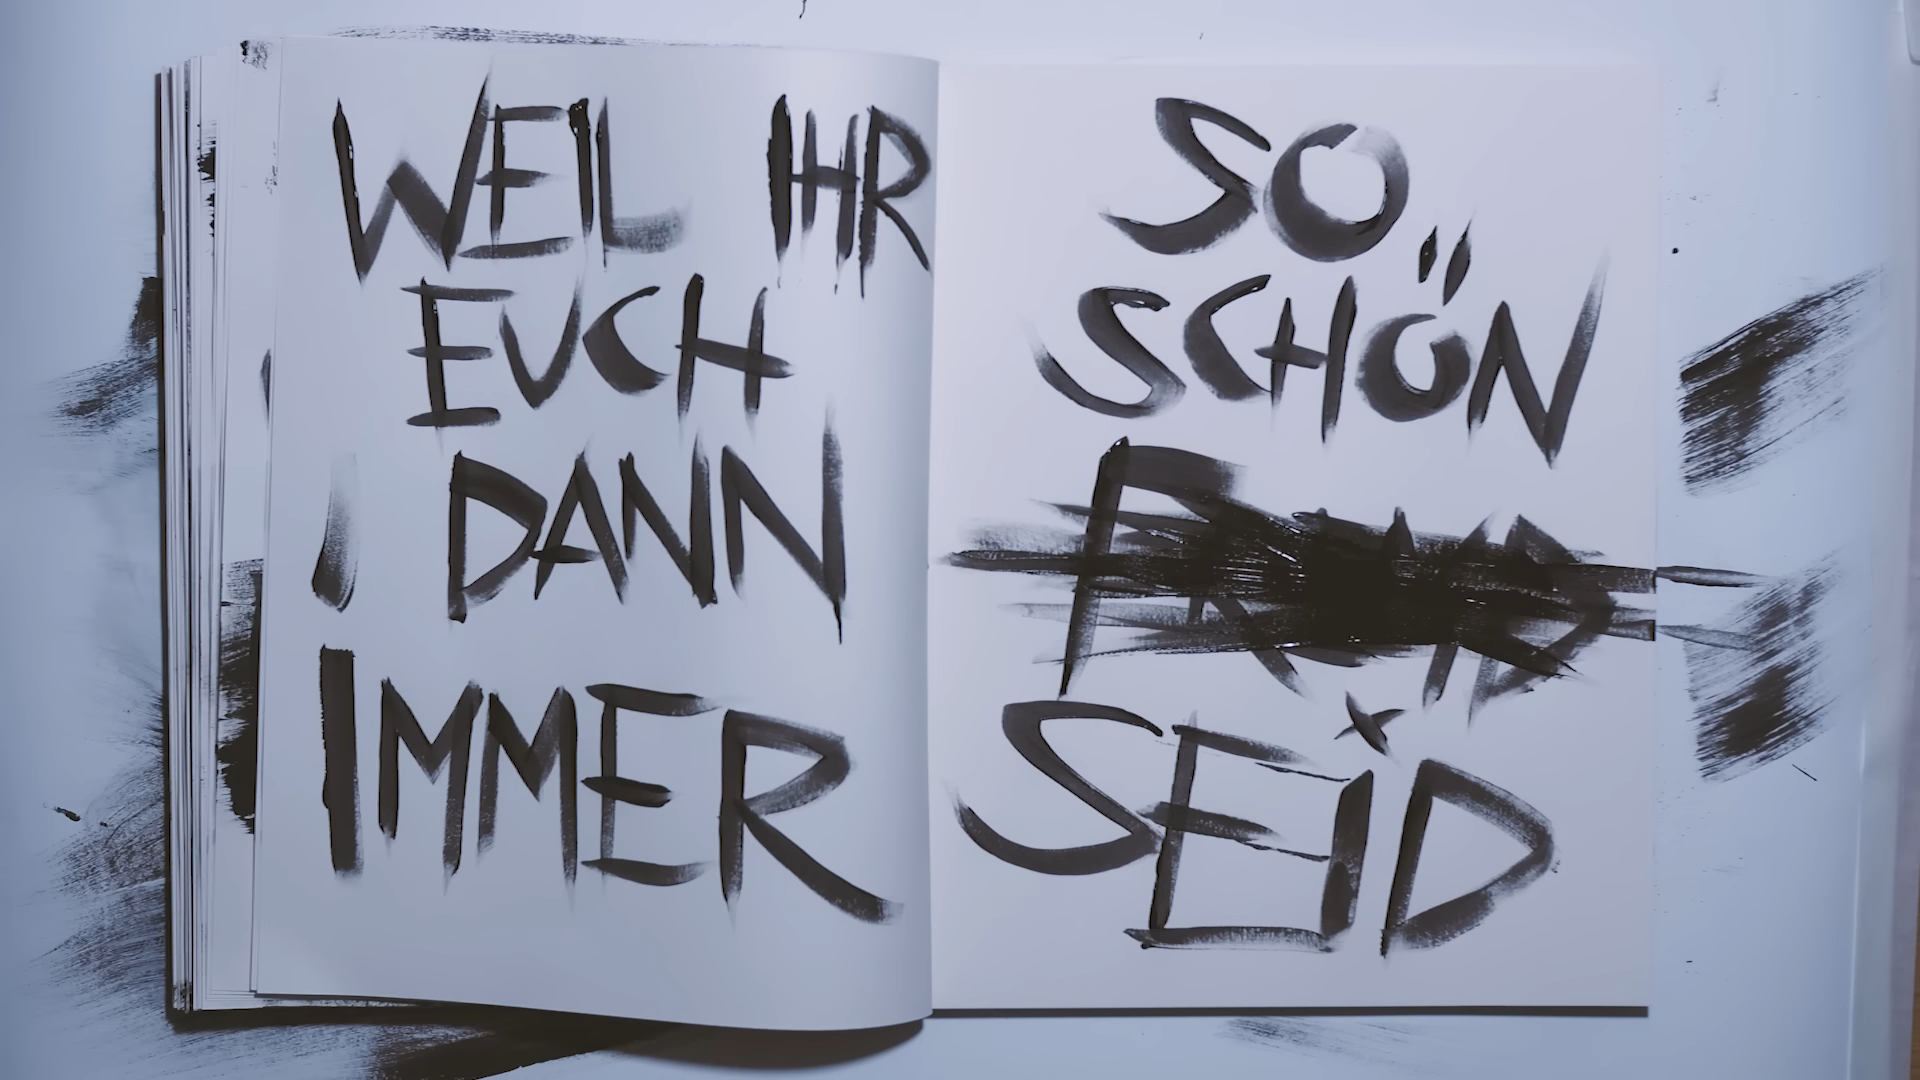 WEIL IHR
EUCH
DANN
IMMER
SO
SCHÖN
SEID